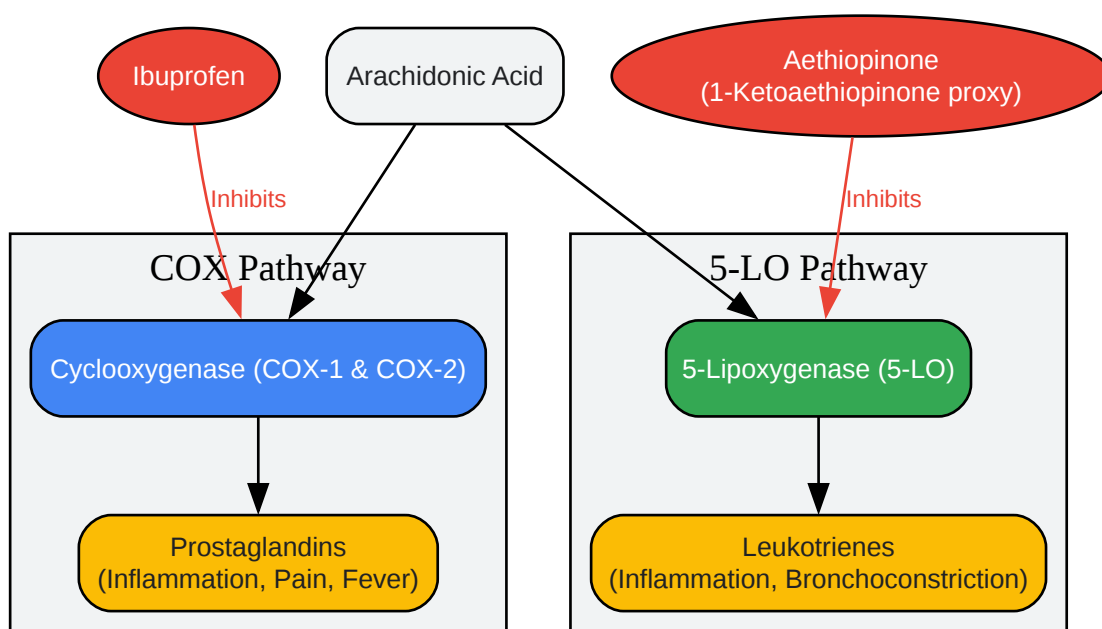 Ibuprofen
Arachidonic Acid
Aethiopinone
(1-Ketoaethiopinone proxy)
Inhibits
Inhibits
COX Pathway
5-LO Pathway
Cyclooxygenase (COX-1 & COX-2)
5-Lipoxygenase (5-LO)
Prostaglandins
(Inflammation, Pain, Fever)
Leukotrienes
(Inflammation, Bronchoconstriction)